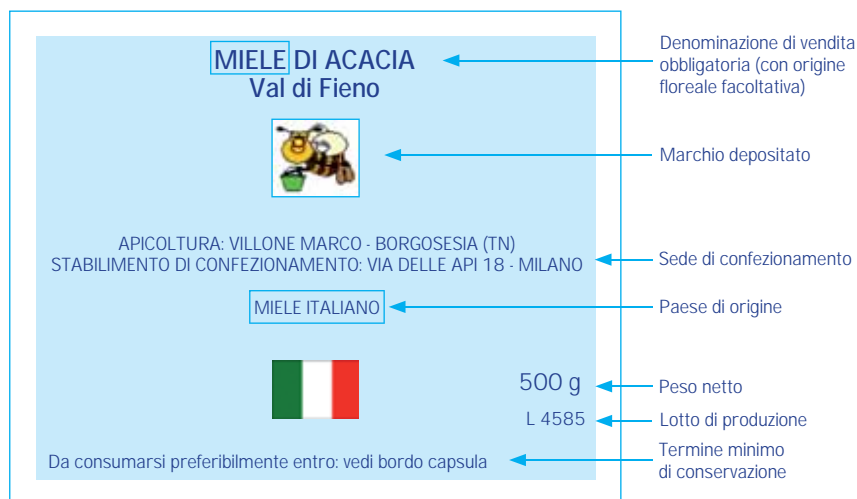 MIELE DI ACACIA
Val di Fieno
Denominazione di vendita
obbligatoria (con origine
floreale facoltativa)
Marchio depositato
APICOLTURA: VILLONE MARCO - BORGOSESIA (TN)
STABILIMENTO DI CONFEZIONAMENTO: VIA DELLE API 18 - MILANO
Sede di confezionamento
MIELE ITALIANO
Paese di origine
500 g
Peso netto
L 4585
Lotto di produzione
Da consumarsi preferibilmente entro: vedi bordo capsula
Termine minimo
di conservazione